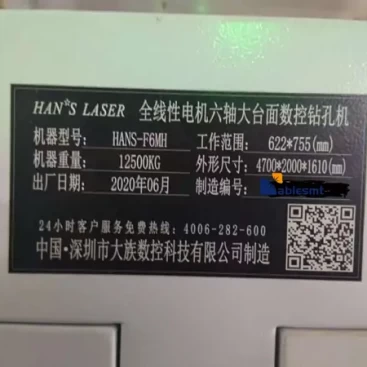 HAN*S LASER 全线性电机六轴大台面数控钻孔机
机器型号: HANS-F6MH 工作范围: 622*755(mm)
机器重量: 12500KG 外形尺寸: 4700*2000*1610(mm)
出厂日期: 2020年06月 制造编号:
ablesmt
24小时客户服务免费热线: 4006-282-600
中国·深圳市大族数控科技有限公司制造